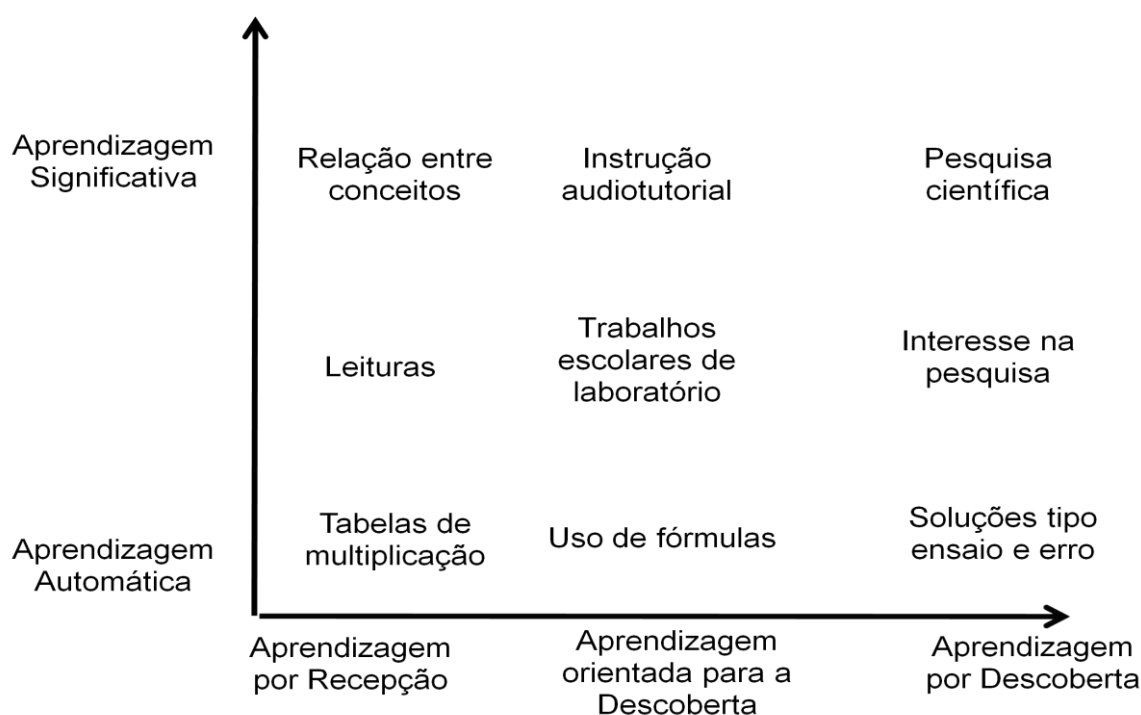 Aprendizagem
Significativa
Relação entre
conceitos
Instrução
audiotutorial
Pesquisa
científica
Leituras
Trabalhos
escolares de
laboratório
Interesse na
pesquisa
Aprendizagem
Automática
Tabelas de
multiplicação
Uso de fórmulas
Soluções tipo
ensaio e erro
Aprendizagem
por Recepção
Aprendizagem
orientada para a
Descoberta
Aprendizagem
por Descoberta